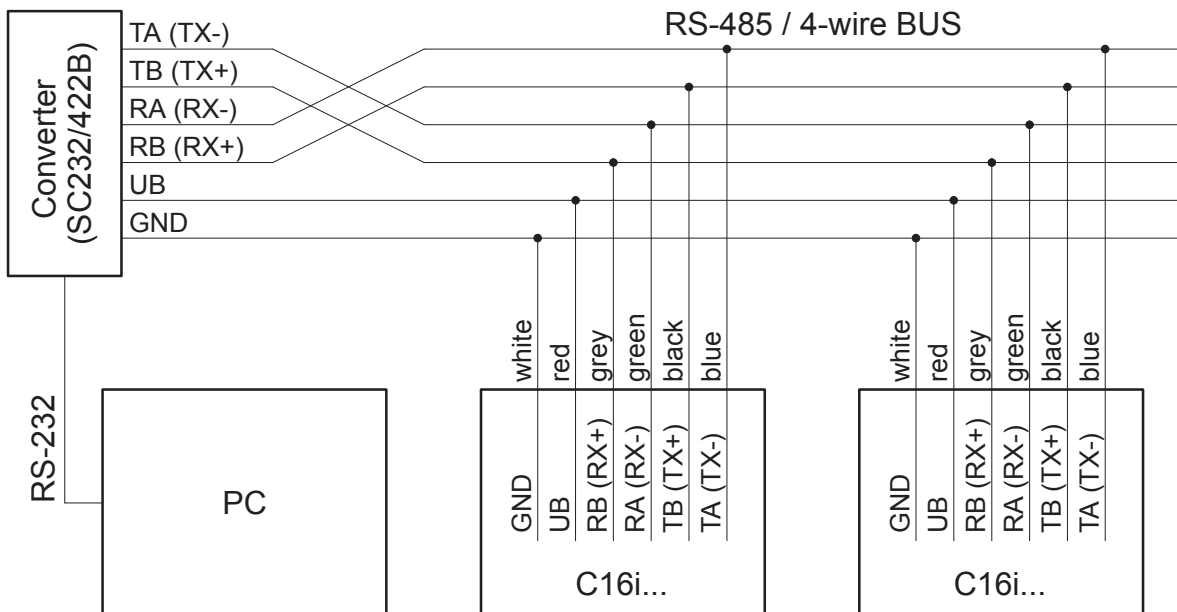 RS-485 / 4-wire BUS
Converter
(SC232/422B)
TA (TX-)
TB (TX+)
RA (RX-)
RB (RX+)
UB
GND
RS-232
PC
white
red
grey
green
black
blue
GND
UB
RB (RX+)
RA (RX-)
TB (TX+)
TA (TX-)
C16i...
white
red
grey
green
black
blue
GND
UB
RB (RX+)
RA (RX-)
TB (TX+)
TA (TX-)
C16i...